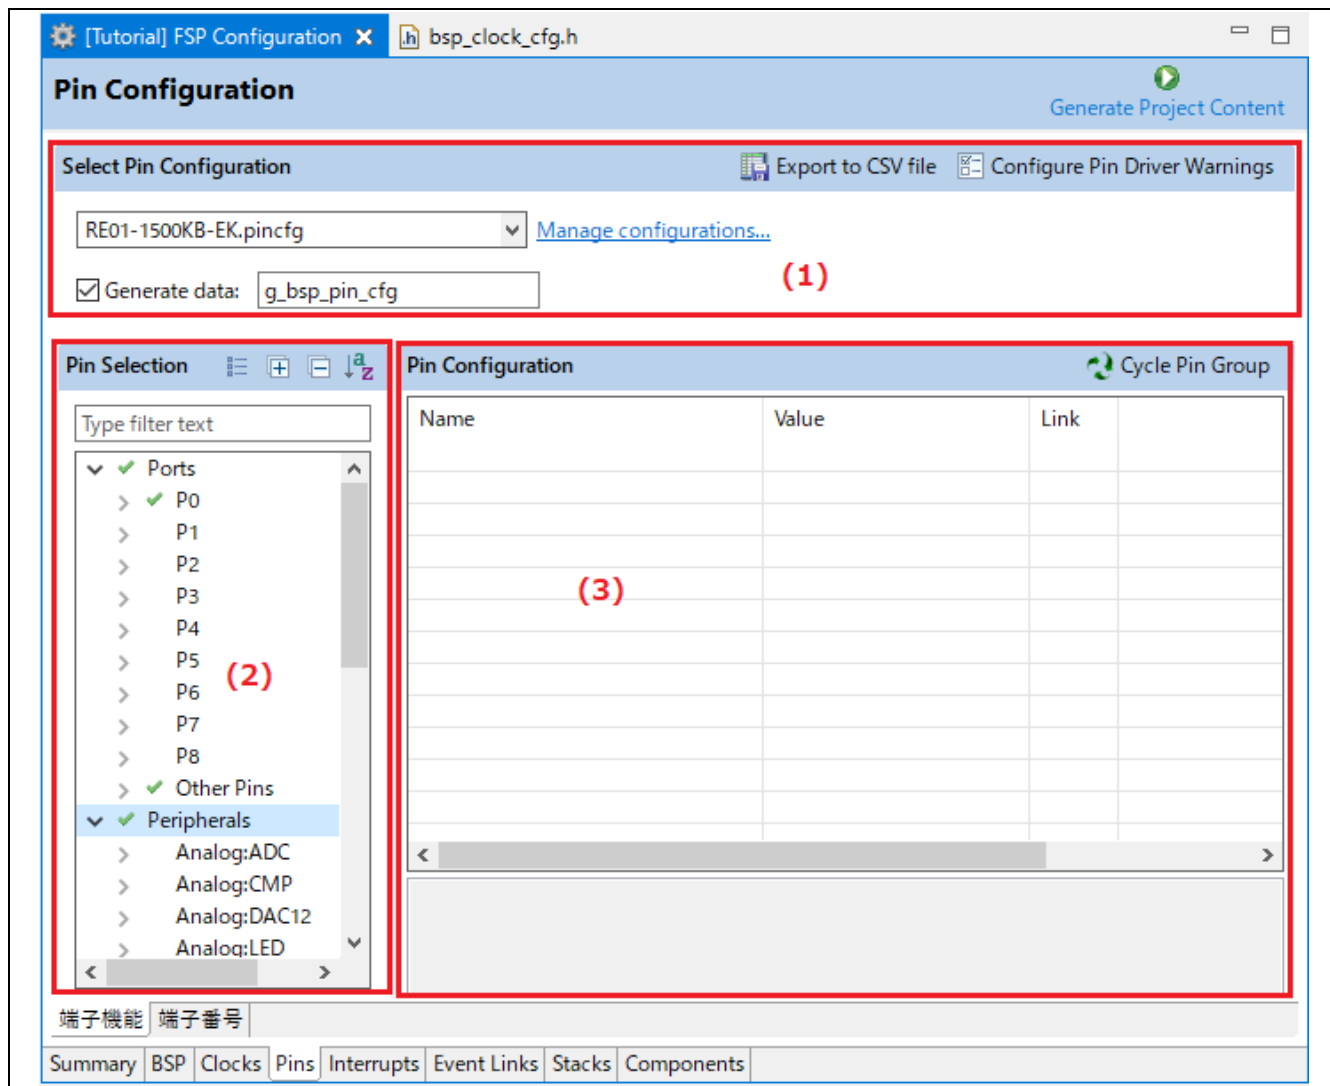 [Tutorial] FSP Configuration
bsp_clock_cfg.h
Pin Configuration
Generate Project Content
Select Pin Configuration
Export to CSV file
Configure Pin Driver Warnings
RE01-1500KB-EK.pincfg
Manage configurations...
(1)
Generate data:
g_bsp_pin_cfg
Pin Selection
Type filter text
Ports
P0
P1
P2
P3
P4
P5
P6
P7
P8
Other Pins
Peripherals
Analog:ADC
Analog:CMP
Analog:DAC12
Analog:LED
(2)
Pin Configuration
Cycle Pin Group
Name Value Link
(3)
端子機能 端子番号
Summary BSP Clocks Pins Interrupts Event Links Stacks Components